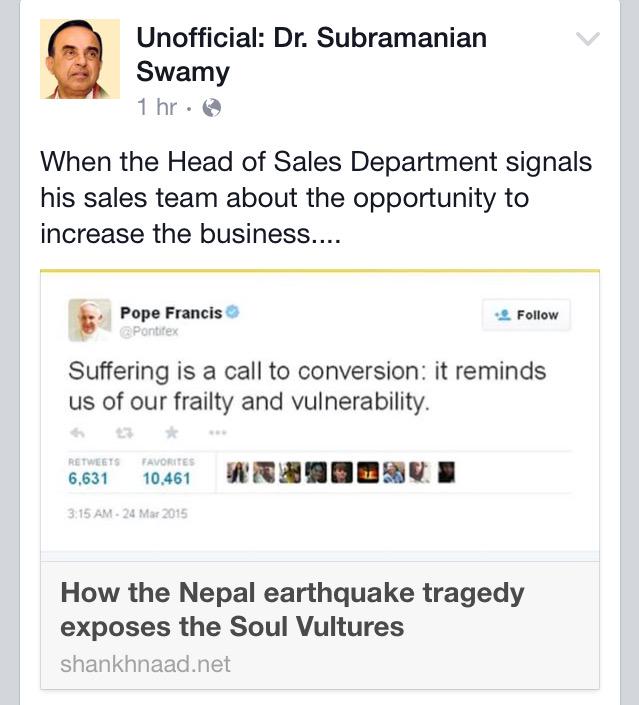 Unofficial: Dr. Subramanian
Swamy
1 hr ·
When the Head of Sales Department signals
his sales team about the opportunity to
increase the business....
Pope Francis
@Pontifex
Follow
Suffering is a call to conversion: it reminds
us of our frailty and vulnerability.
RETWEETS FAVORITES
6,631 10,461
3:15 AM - 24 Mar 2015
How the Nepal earthquake tragedy
exposes the Soul Vultures
shankhnaad.net